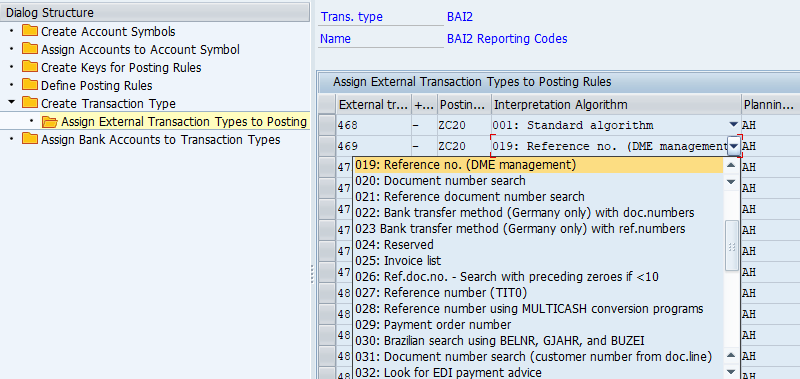 Dialog Structure
Create Account Symbols
Assign Accounts to Account Symbol
Create Keys for Posting Rules
Define Posting Rules
Create Transaction Type
Assign External Transaction Types to Posting
Assign Bank Accounts to Transaction Types
Trans. type BAI2
Name BAI2 Reporting Codes
Assign External Transaction Types to Posting Rules
External tr... +... Postin... Interpretation Algorithm Plannin...
468 – ZC20 001: Standard algorithm AH
469 – ZC20 019: Reference no. (DME management AH
47 019: Reference no. (DME management) AH
47 020: Document number search AH
47 021: Reference document number search AH
47 022: Bank transfer method (Germany only) with doc.numbers AH
47 023 Bank transfer method (Germany only) with ref.numbers AH
47 024: Reserved AH
025: Invoice list
48 026: Ref.doc.no. - Search with preceding zeroes if <10 AH
48 027: Reference number (TIT0) AH
48 028: Reference number using MULTICASH conversion programs AH
48 029: Payment order number AH
030: Brazilian search using BELNR, GJAHR, and BUZEI
48 031: Document number search (customer number from doc.line) AH
48 032: Look for EDI payment advice AH